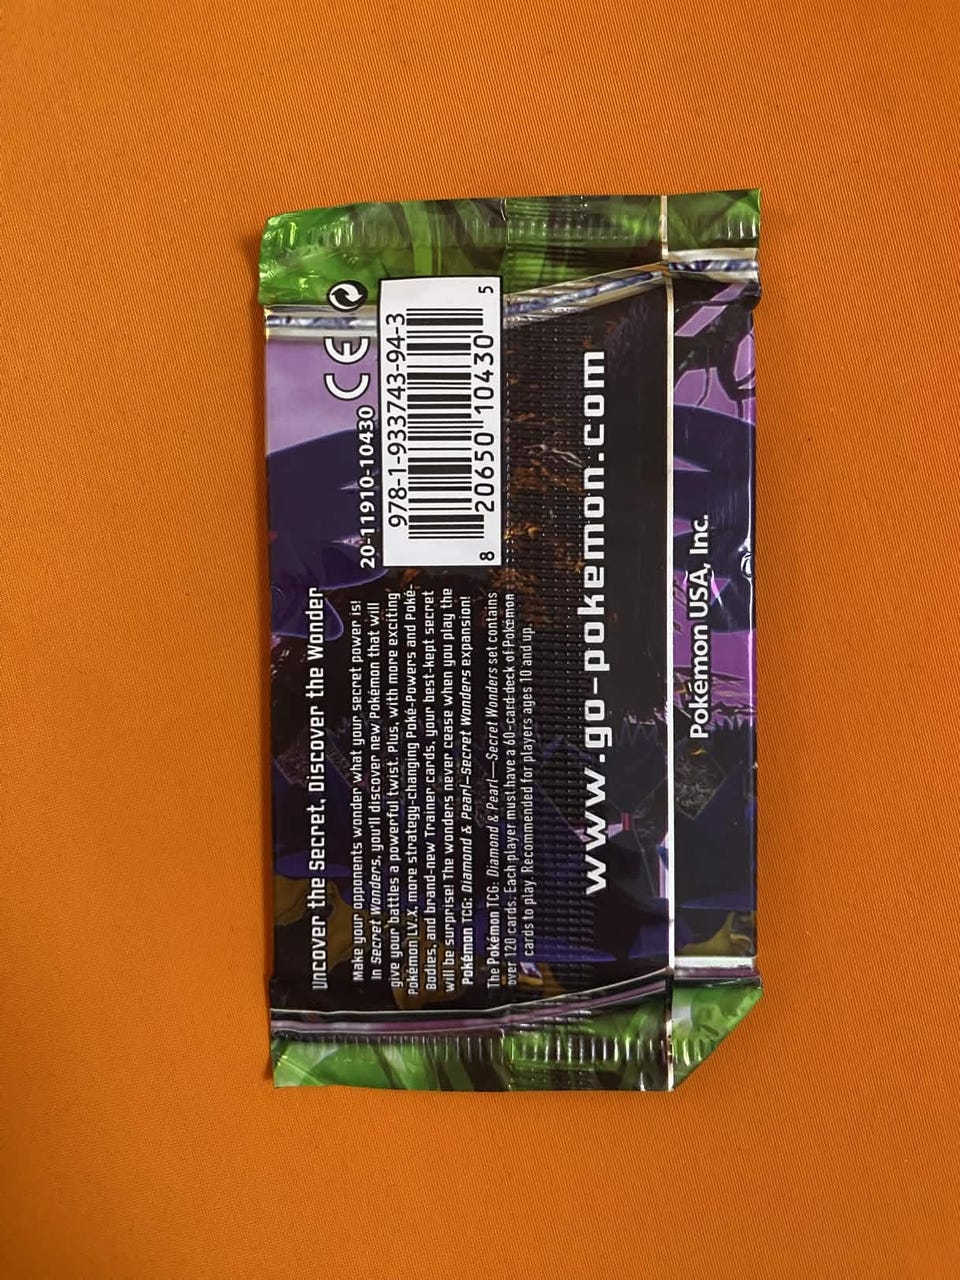 Uncover the Secret, Discover the Wonder
Make your opponents wonder what your secret power is!
In Secret Wonders, you'll discover new Pokémon that will
give your battles a powerful twist. Plus, with more exciting
Pokémon LV.X, more strategy-changing Poké-Powers and Poké-
Bodies, and brand-new Trainer cards, your best-kept secret
will be surprise! The wonders never cease when you play the
Pokémon TCG: Diamond & Pearl—Secret Wonders expansion!
The Pokémon TCG: Diamond & Pearl—Secret Wonders set contains
over 120 cards. Each player must have a 60-card deck of Pokémon
cards to play. Recommended for players ages 10 and up.
CE
20-11910-10430
978-1-933743-94-3
8 20650 10430 5
www.go-pokemon.com
Pokémon USA, Inc.